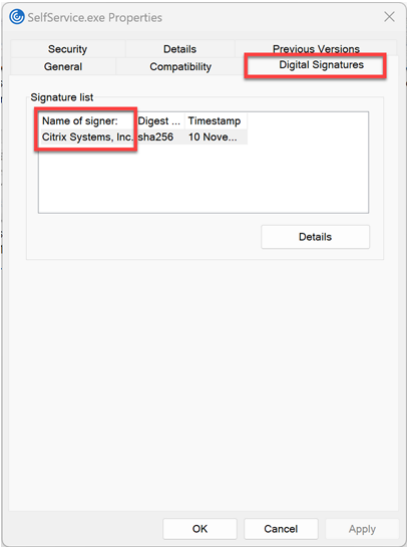 SelfService.exe Properties
Security Details Previous Versions
General Compatibility Digital Signatures
Signature list
Name of signer: Digest ... Timestamp
Citrix Systems, Inc. sha256 10 Nove...
Details
OK Cancel Apply